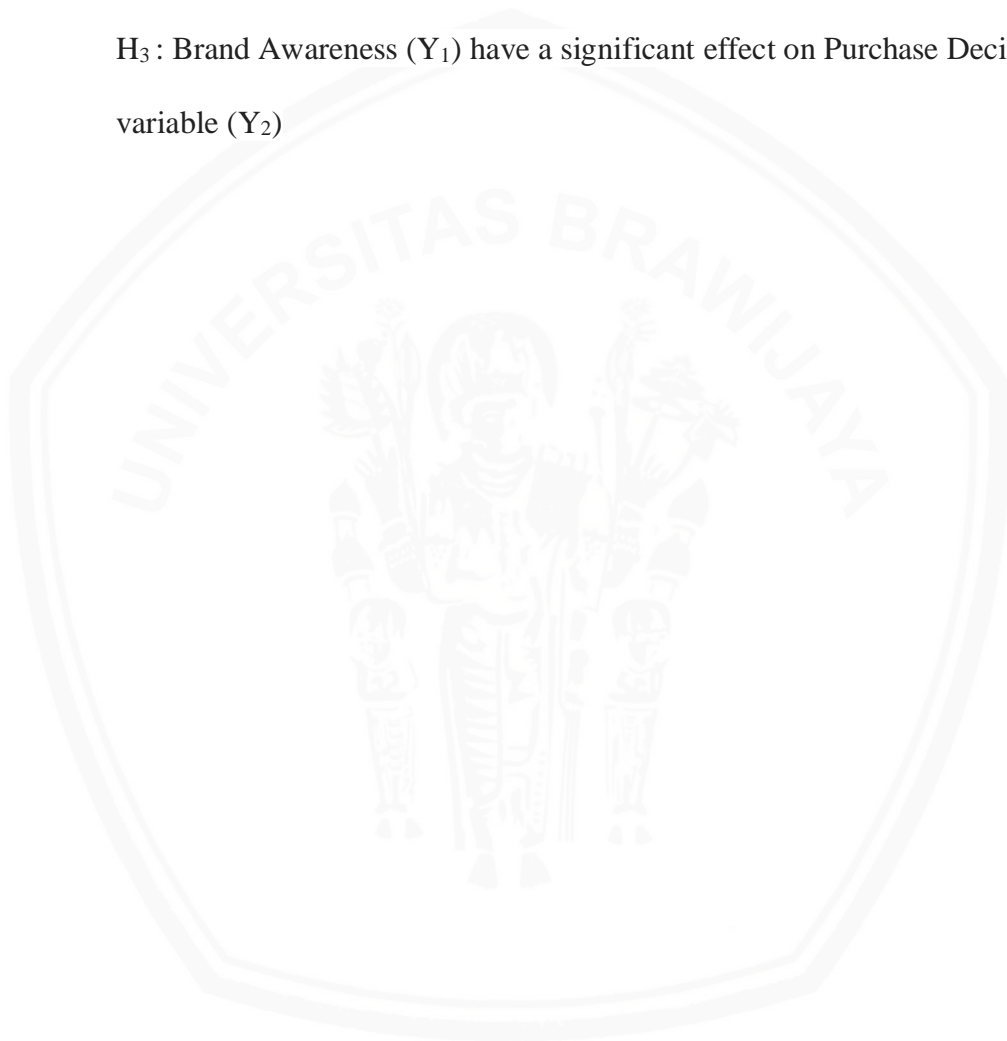 H₃ : Brand Awareness (Y₁) have a significant effect on Purchase Deci
variable (Y₂)
UNIVERSITAS BRAWIJAYA